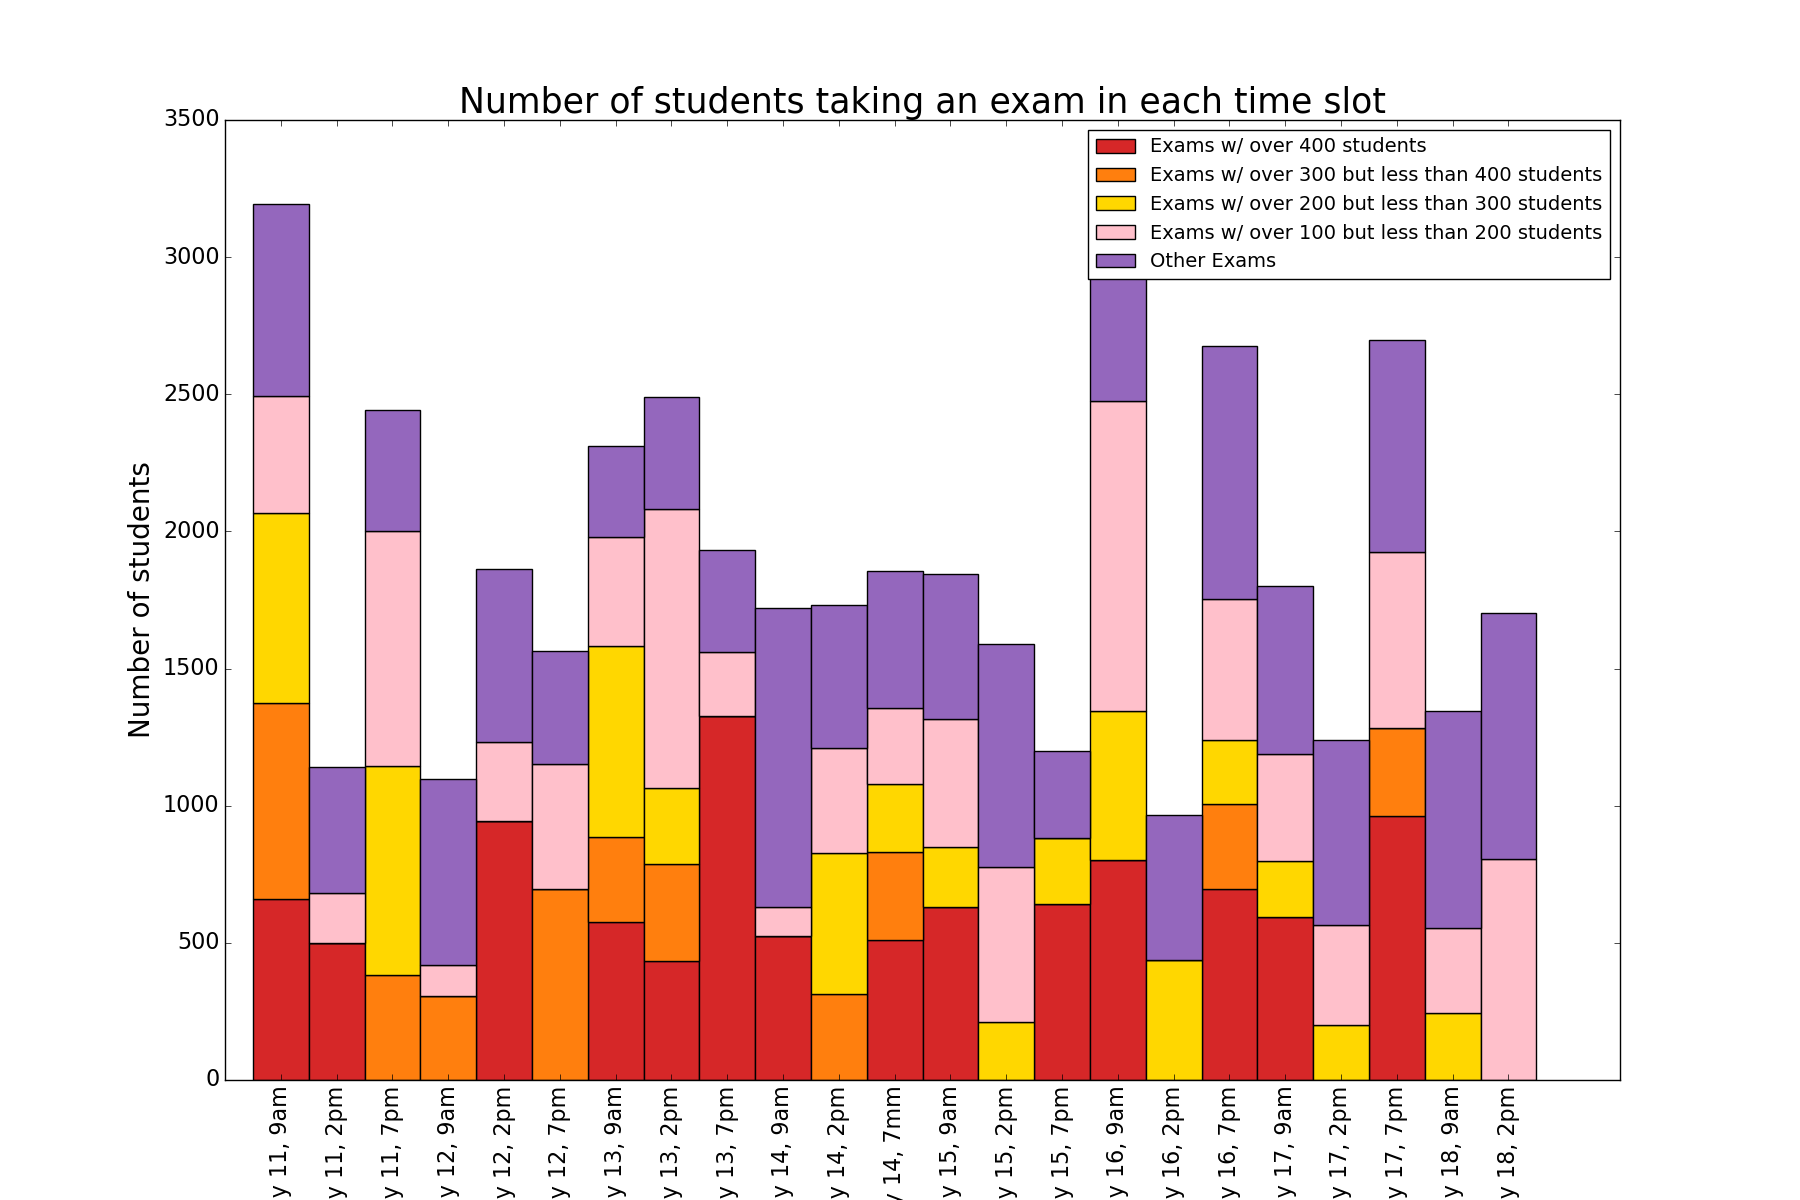 Number of students taking an exam in each time slot
Exams w/ over 400 students
Exams w/ over 300 but less than 400 students
Exams w/ over 200 but less than 300 students
Exams w/ over 100 but less than 200 students
Other Exams
Number of students
3500
3000
2500
2000
1500
1000
500
0
y 11, 9am
y 11, 2pm
y 11, 7pm
y 12, 9am
y 12, 2pm
y 12, 7pm
y 13, 9am
y 13, 2pm
y 13, 7pm
y 14, 9am
y 14, 2pm
y 14, 7mm
y 15, 9am
y 15, 2pm
y 15, 7pm
y 16, 9am
y 16, 2pm
y 16, 7pm
y 17, 9am
y 17, 2pm
y 17, 7pm
y 18, 9am
y 18, 2pm